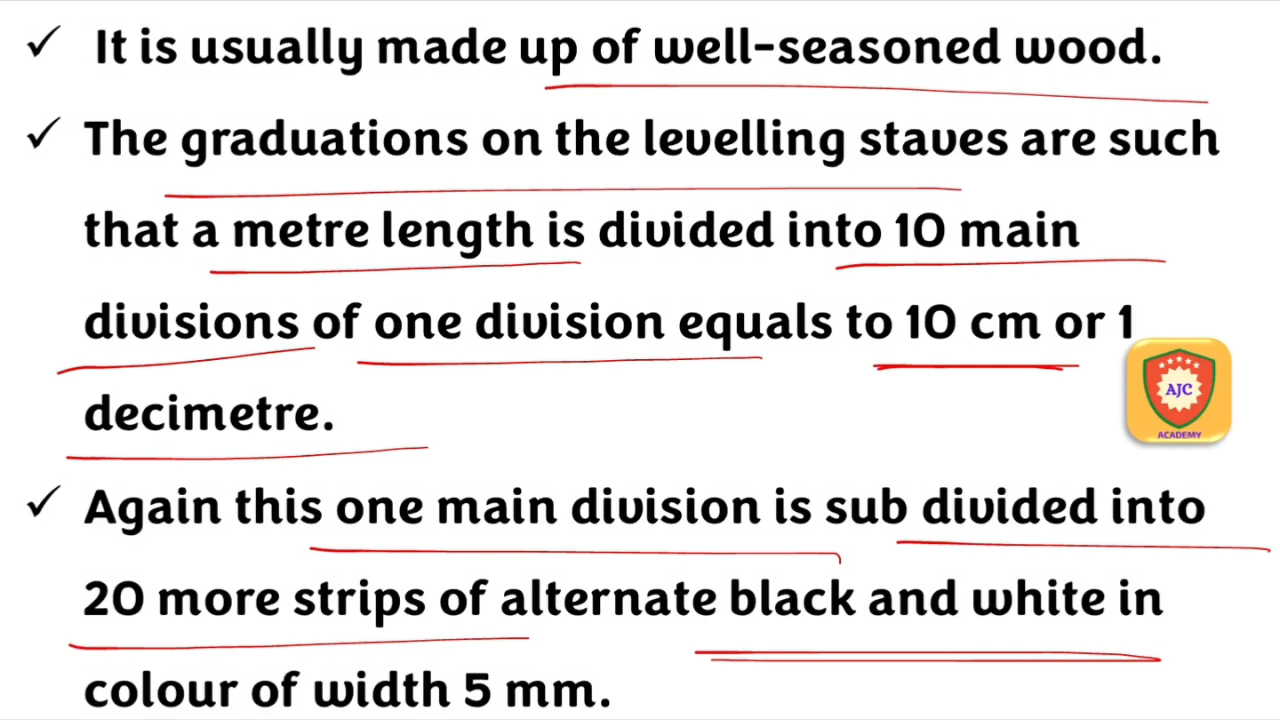 ✓ It is usually made up of well-seasoned wood.
✓ The graduations on the levelling staves are such
that a metre length is divided into 10 main
divisions of one division equals to 10 cm or 1
decimetre.
AJC
ACADEMY
✓ Again this one main division is sub divided into
20 more strips of alternate black and white in
colour of width 5 mm.